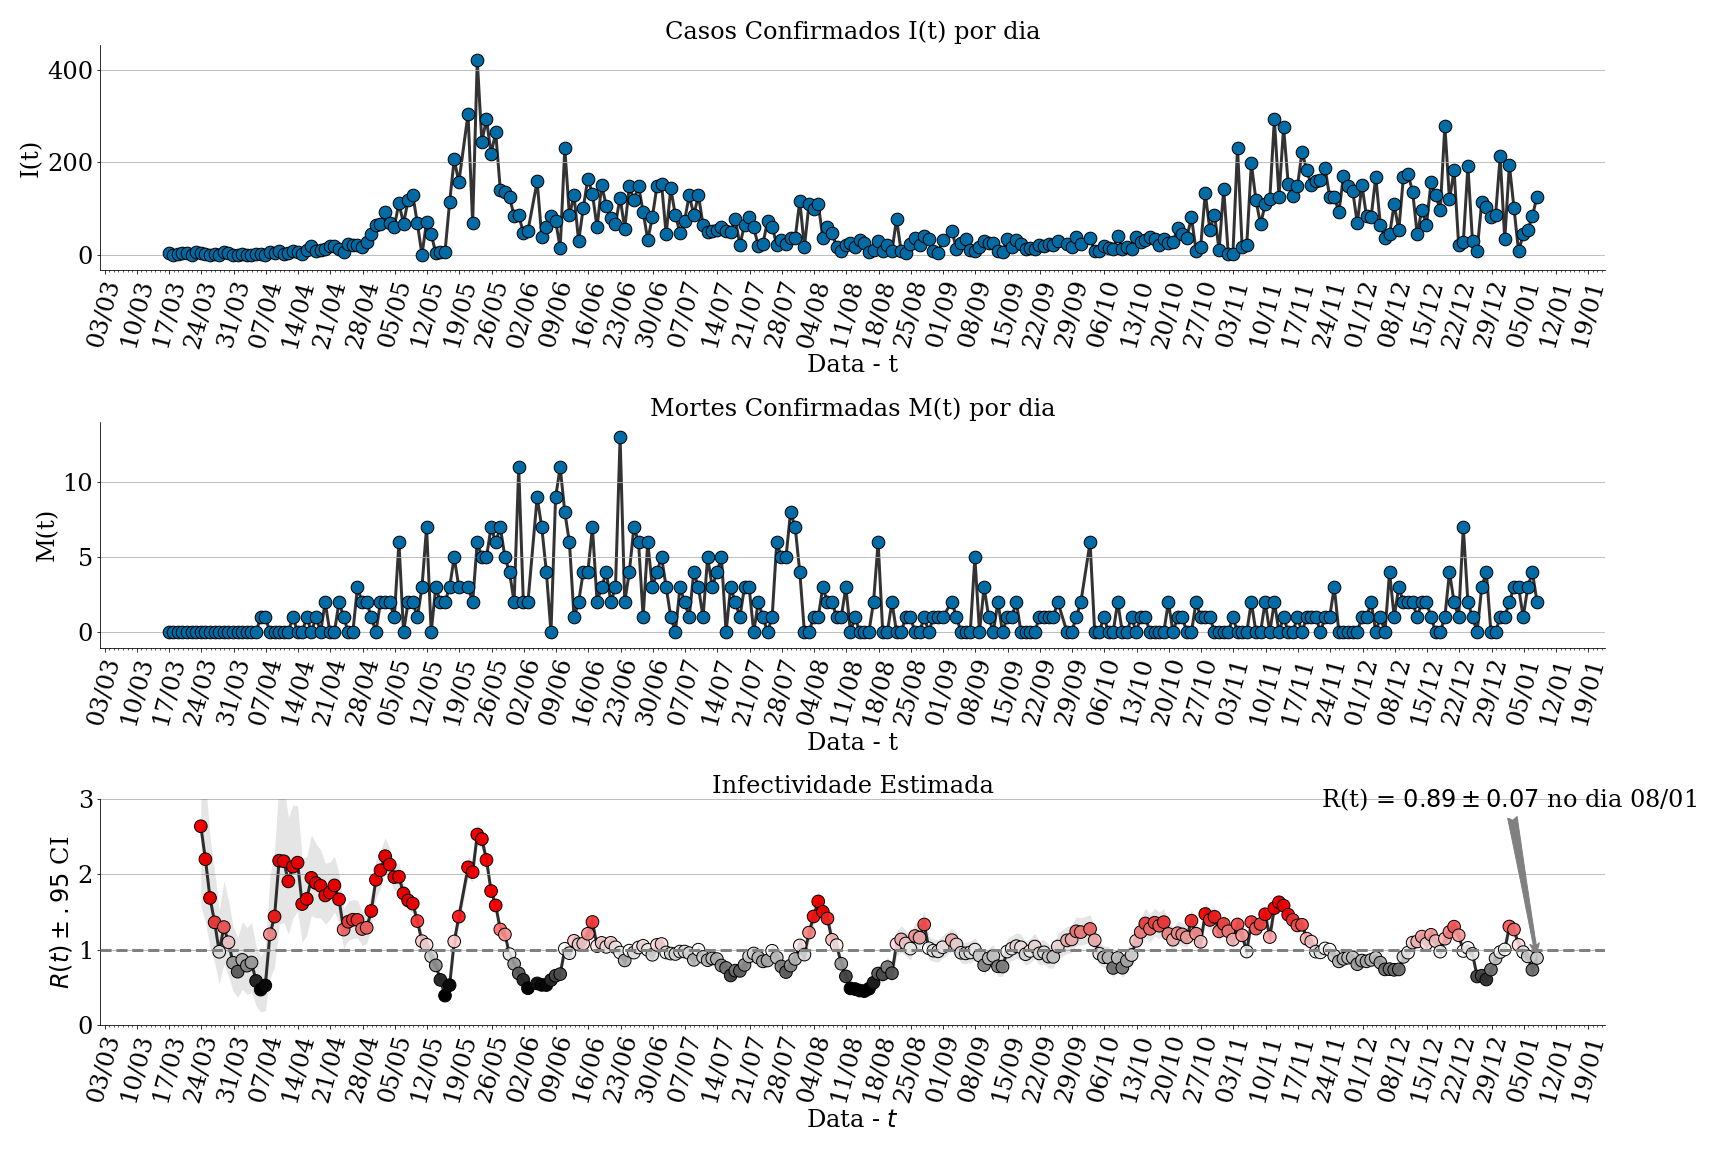 Casos Confirmados I(t) por dia
I(t)
400
200
0
03/03 10/03 17/03 24/03 31/03 07/04 14/04 21/04 28/04 05/05 12/05 19/05 26/05 02/06 09/06 16/06 23/06 30/06 07/07 14/07 21/07 28/07 04/08 11/08 18/08 25/08 01/09 08/09 15/09 22/09 29/09 06/10 13/10 20/10 27/10 03/11 10/11 17/11 24/11 01/12 08/12 15/12 22/12 29/12 05/01 12/01 19/01
Data - t
Mortes Confirmadas M(t) por dia
M(t)
10
5
0
03/03 10/03 17/03 24/03 31/03 07/04 14/04 21/04 28/04 05/05 12/05 19/05 26/05 02/06 09/06 16/06 23/06 30/06 07/07 14/07 21/07 28/07 04/08 11/08 18/08 25/08 01/09 08/09 15/09 22/09 29/09 06/10 13/10 20/10 27/10 03/11 10/11 17/11 24/11 01/12 08/12 15/12 22/12 29/12 05/01 12/01 19/01
Data - t
Infectividade Estimada
R(t) = 0.89 ± 0.07 no dia 08/01
R(t) ± .95 CI
3
2
1
0
03/03 10/03 17/03 24/03 31/03 07/04 14/04 21/04 28/04 05/05 12/05 19/05 26/05 02/06 09/06 16/06 23/06 30/06 07/07 14/07 21/07 28/07 04/08 11/08 18/08 25/08 01/09 08/09 15/09 22/09 29/09 06/10 13/10 20/10 27/10 03/11 10/11 17/11 24/11 01/12 08/12 15/12 22/12 29/12 05/01 12/01 19/01
Data - t